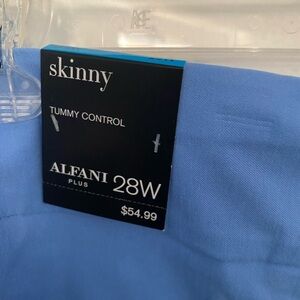 skinny
TUMMY CONTROL
ALFANI
PLUS
28W
$54.99